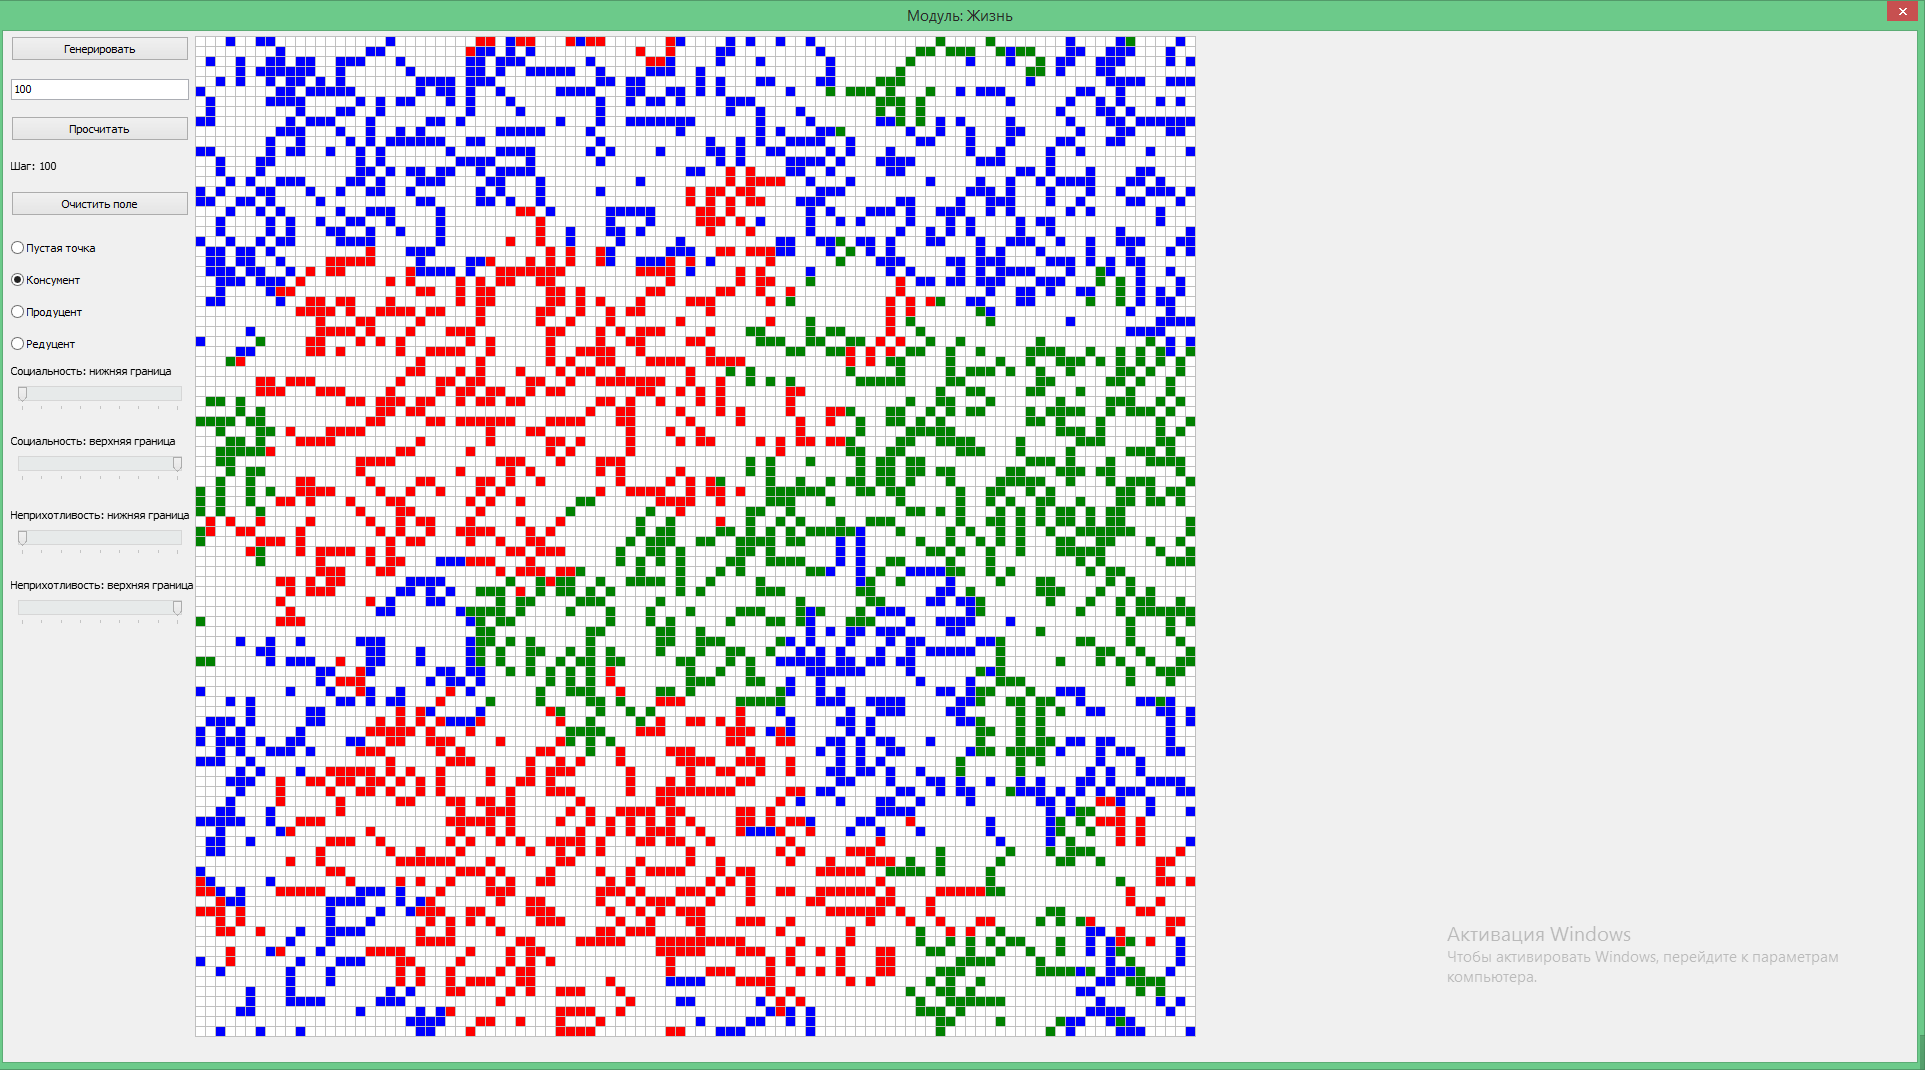 Модуль: Жизнь
Генерировать
100
Просчитать
Шаг: 100
Очистить поле
Пустая точка
Консумент
Продуцент
Редуцент
Социальность: нижняя граница
Социальность: верхняя граница
Неприхотливость: нижняя граница
Неприхотливость: верхняя граница
Активация Windows
Чтобы активировать Windows, перейдите к параметрам
компьютера.